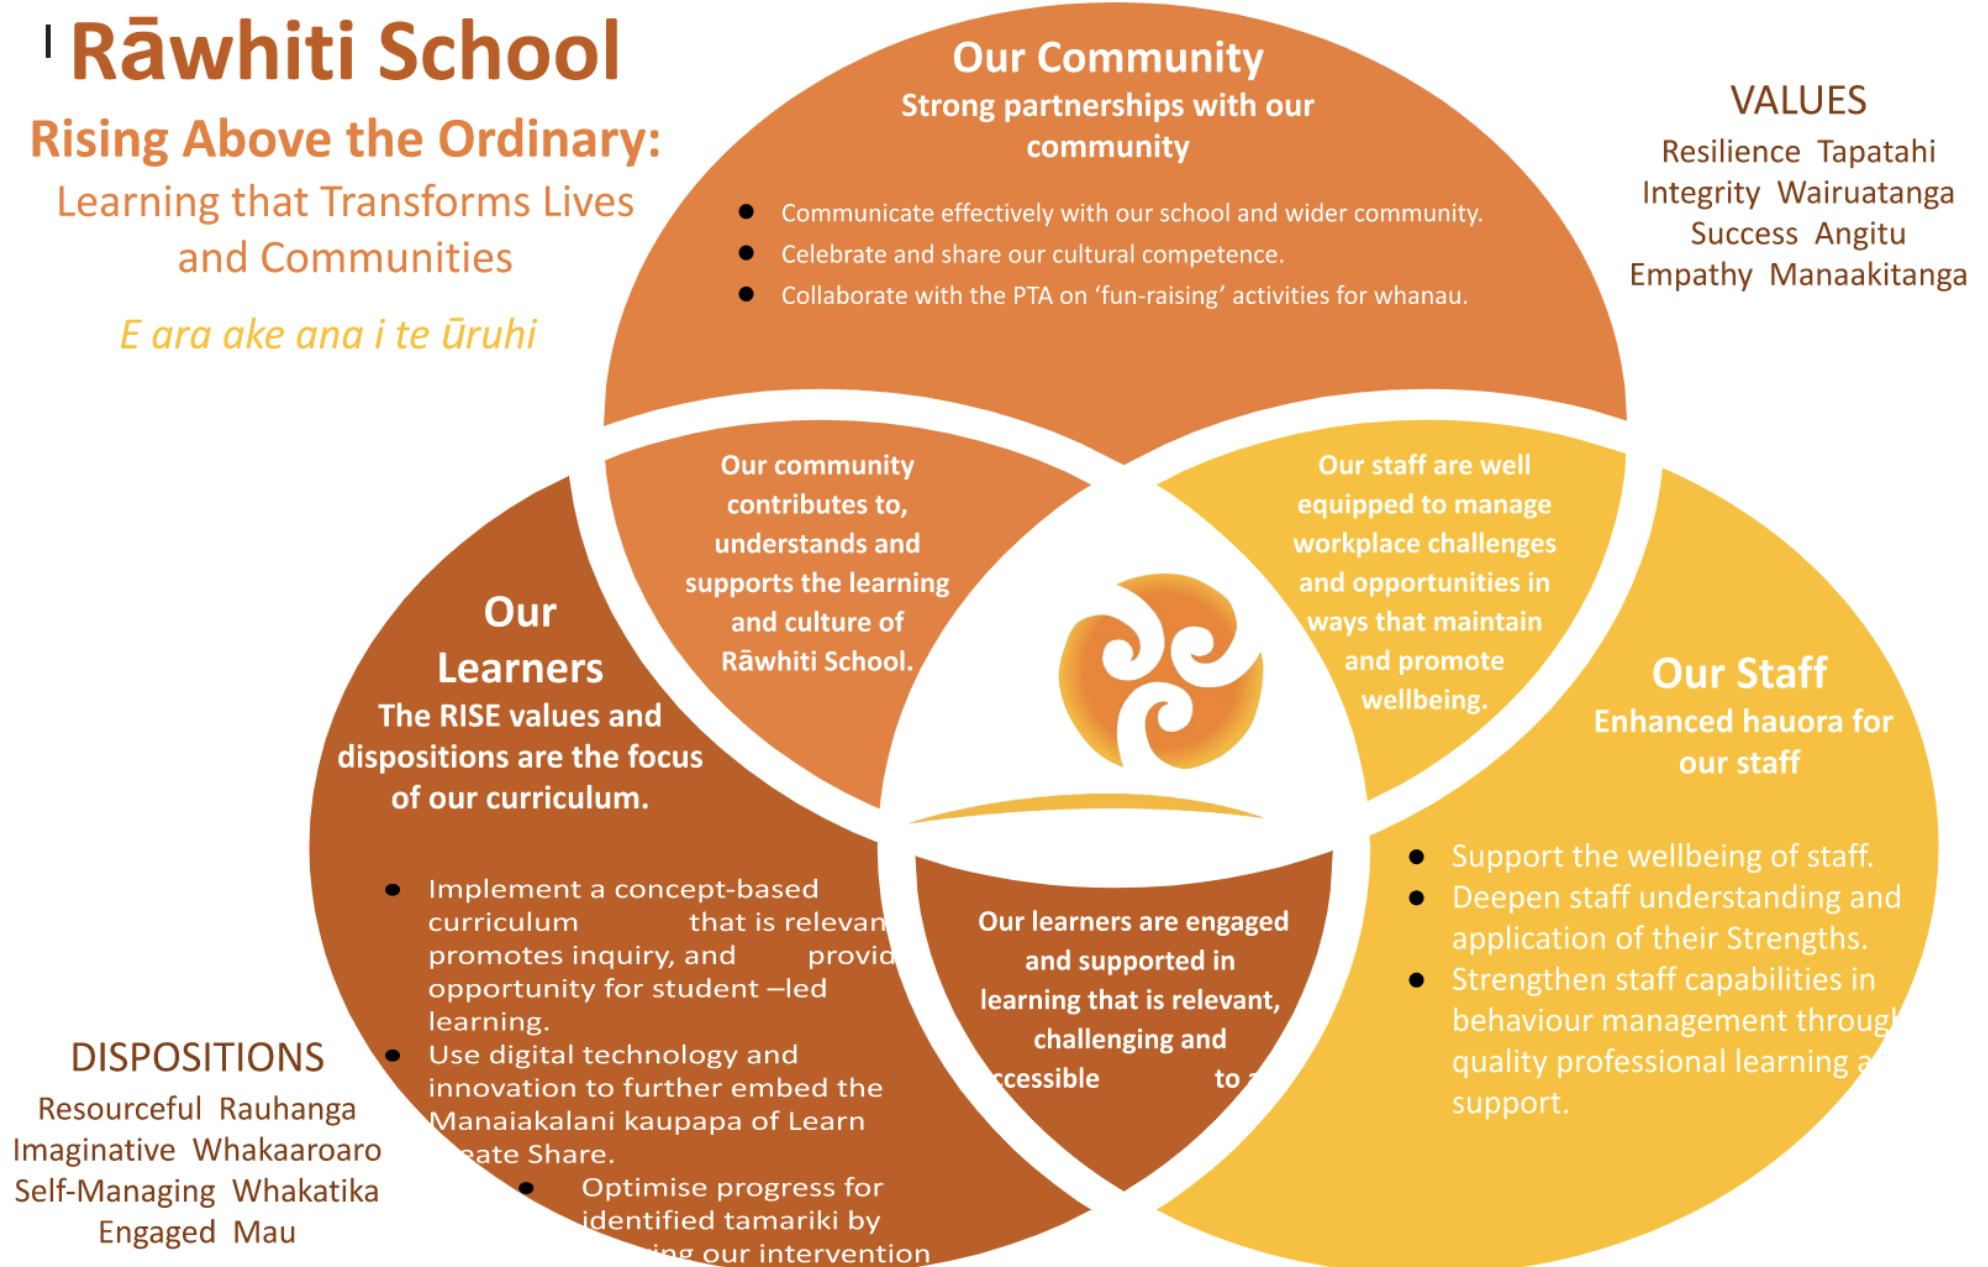 Rāwhiti School
Rising Above the Ordinary:
Learning that Transforms Lives
and Communities
E ara ake ana i te ūruhi
Our Community
Strong partnerships with our
community
● Communicate effectively with our school and wider community.
● Celebrate and share our cultural competence.
● Collaborate with the PTA on ‘fun-raising’ activities for whanau.
VALUES
Resilience Tapatahi
Integrity Wairuatanga
Success Angitu
Empathy Manaakitanga
Our community
contributes to,
understands and
supports the learning
and culture of
Rāwhiti School.
Our staff are well
equipped to manage
workplace challenges
and opportunities in
ways that maintain
and promote
wellbeing.
Our
Learners
The RISE values and
dispositions are the focus
of our curriculum.
● Implement a concept-based
curriculum that is
promotes inquiry, and
opportunity for student –led
learning.
● Use digital technology and
innovation to further embed the
Manaiakalani kaupapa of Learn
Share.
● Optimise progress for
identified tamariki by
our intervention
Our learners are engaged
and supported in
learning that is relevant,
challenging and
to
Our Staff
Enhanced hauora for
our staff
● Support the wellbeing of staff.
● Deepen staff understanding and
application of their Strengths.
● Strengthen staff capabilities in
behaviour management
quality professional learning
support.
DISPOSITIONS
Resourceful Rauhanga
Imaginative Whakaaroaro
Self-Managing Whakatika
Engaged Mau